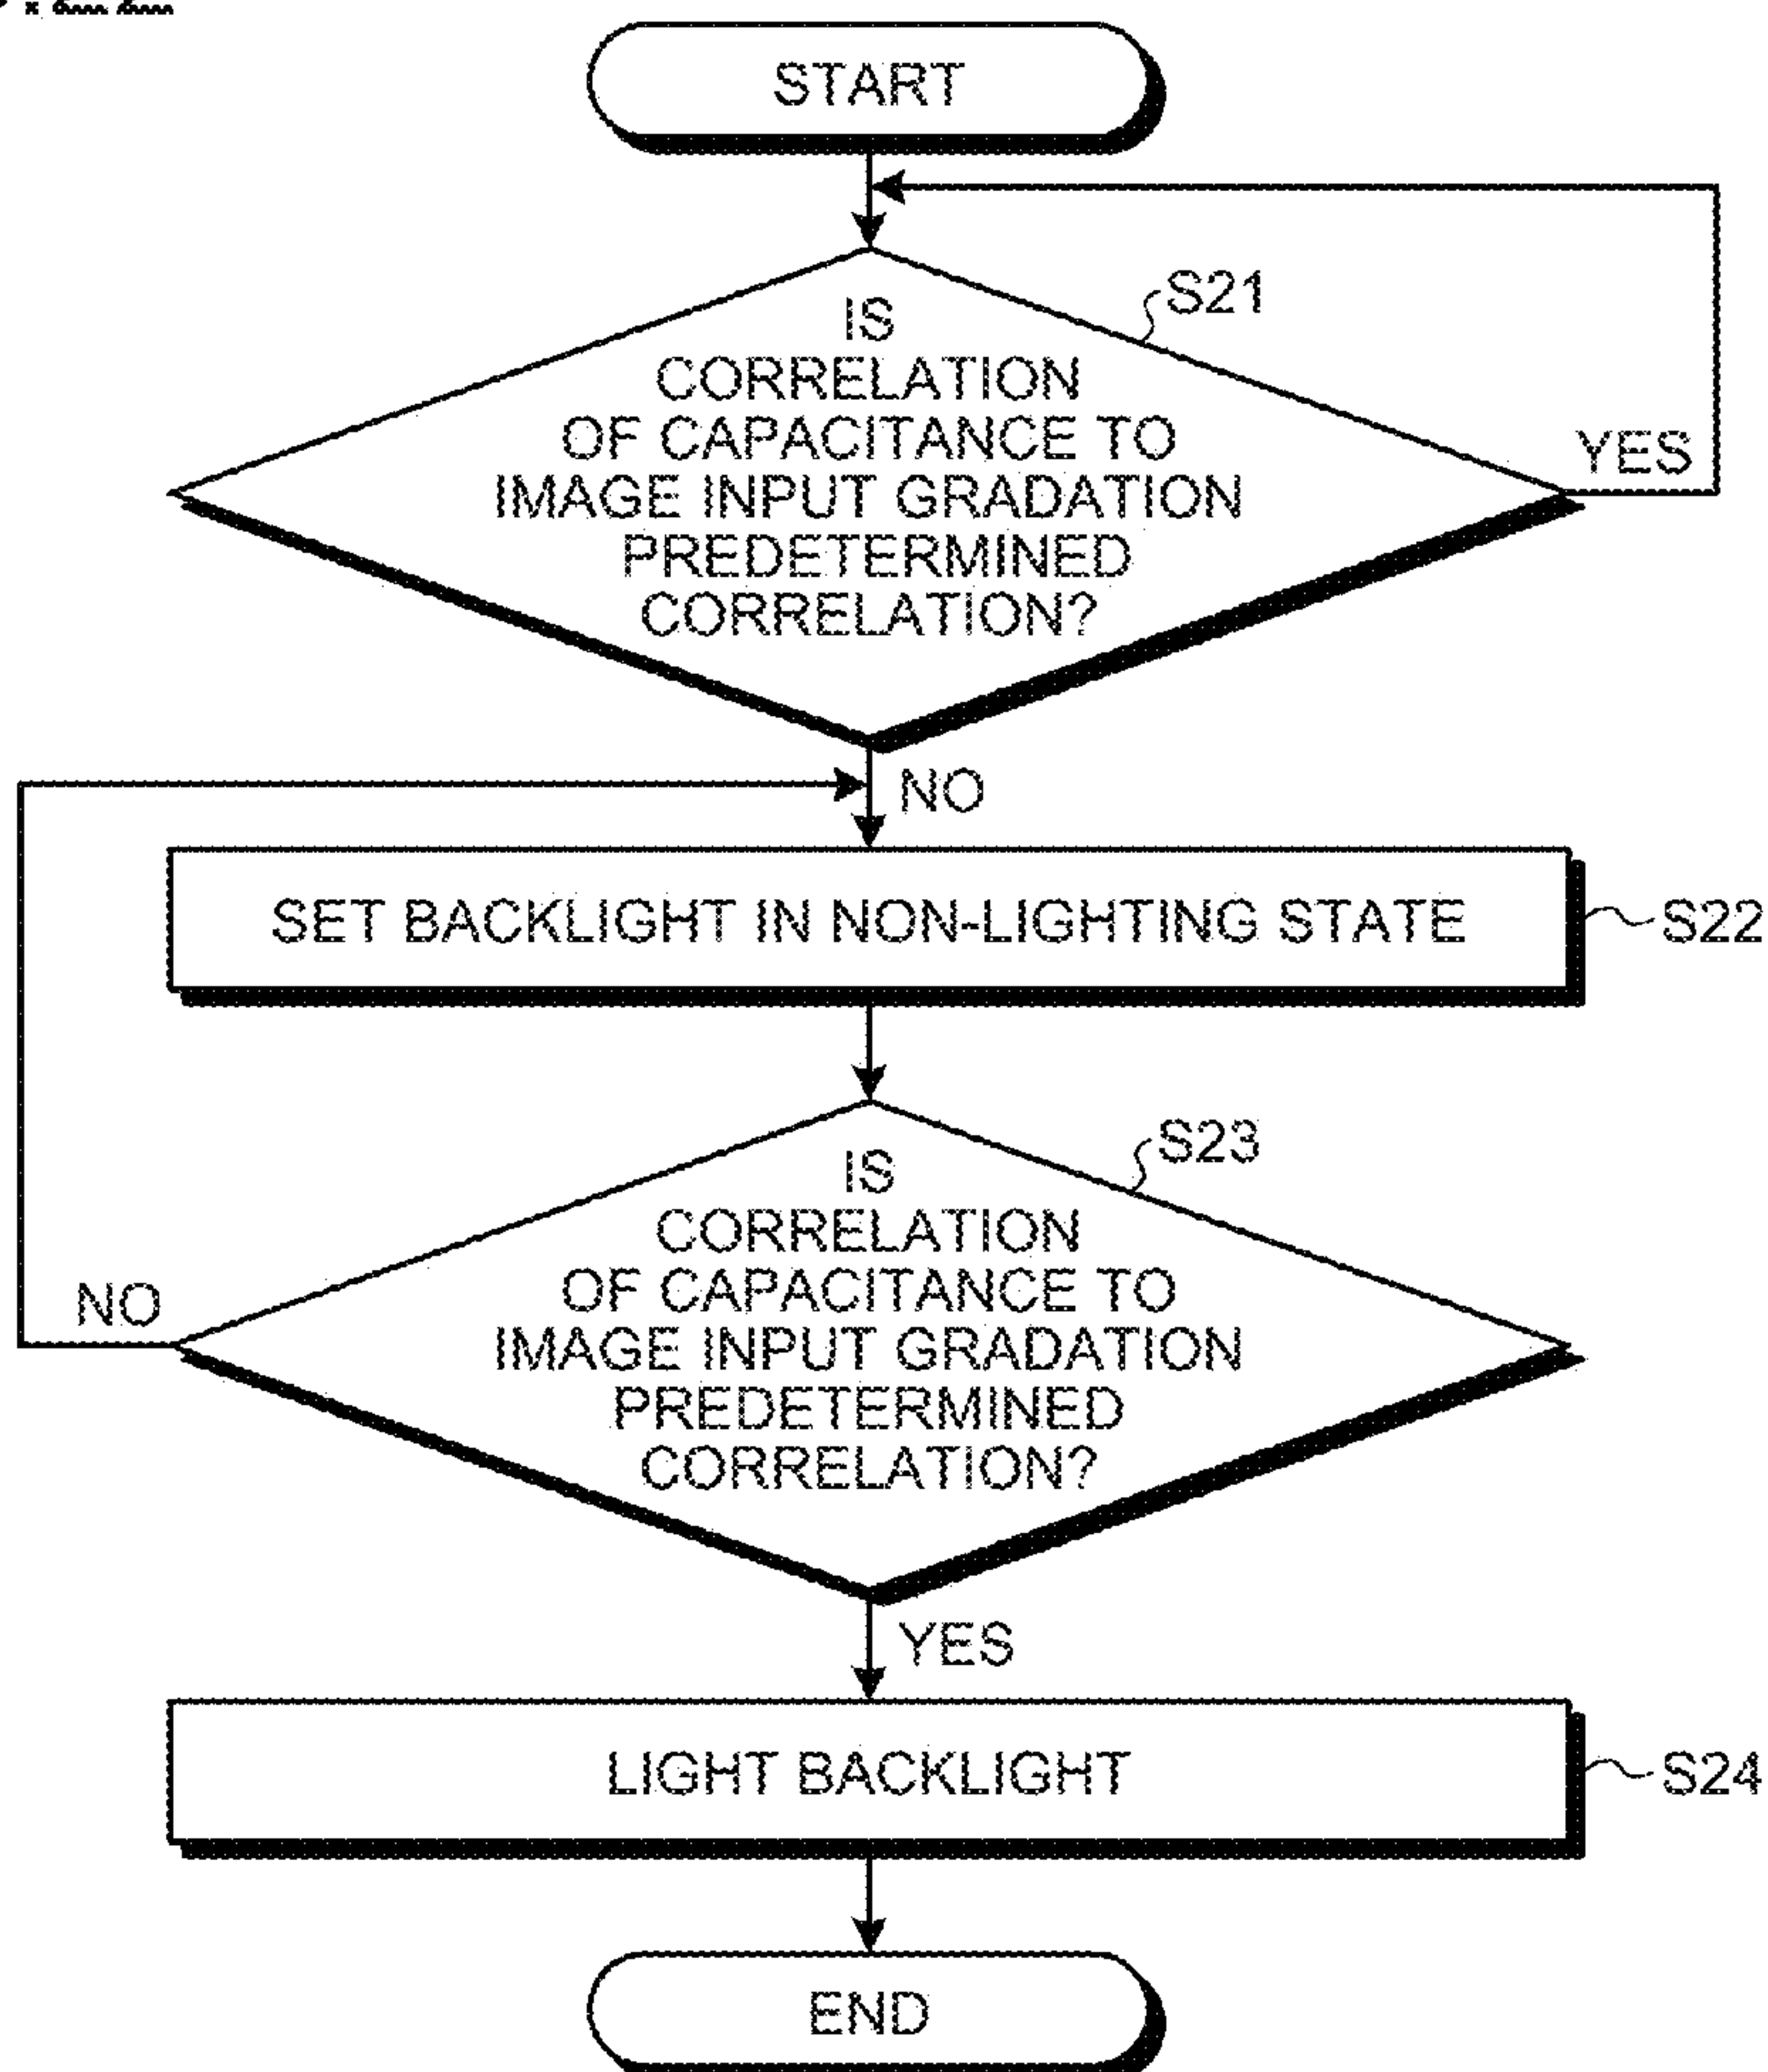 START
S21
IS
CORRELATION
OF CAPACITANCE TO
IMAGE INPUT GRADATION
PREDETERMINED
CORRELATION?
YES
NO
SET BACKLIGHT IN NON-LIGHTING STATE
S22
S23
IS
CORRELATION
OF CAPACITANCE TO
IMAGE INPUT GRADATION
PREDETERMINED
CORRELATION?
NO
YES
LIGHT BACKLIGHT
S24
END